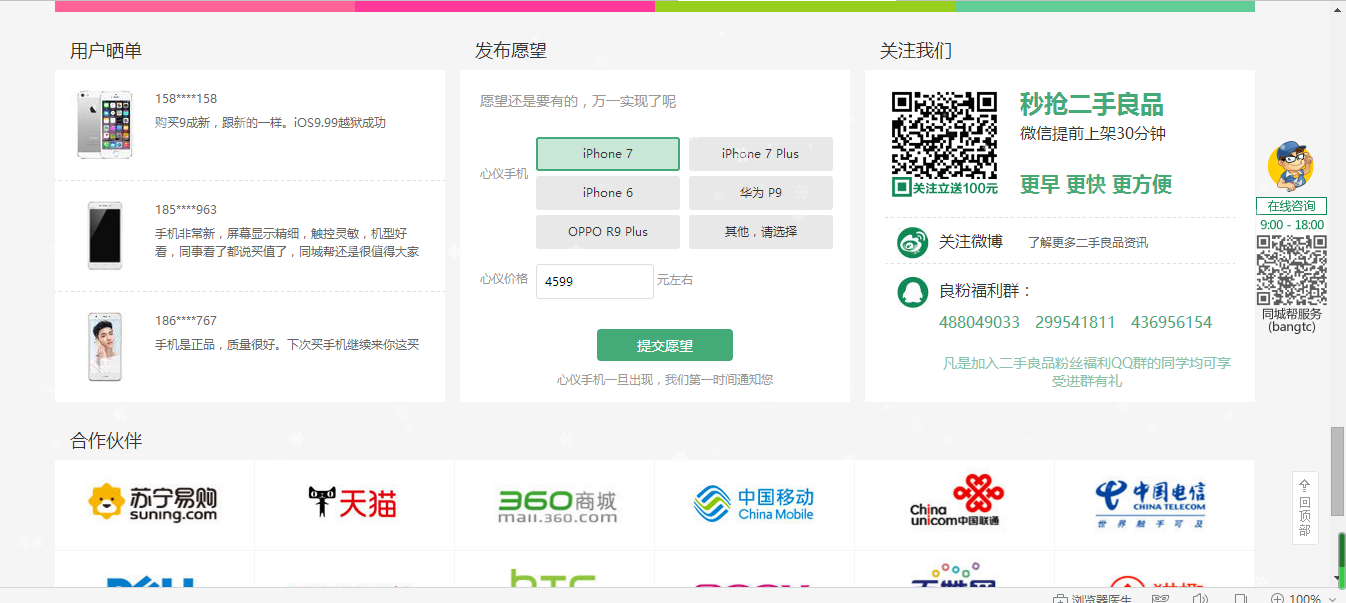 用户晒单
158****158
购买9成新，跟新的一样。iOS9.99越狱成功
185****963
手机非常新，屏幕显示精细，触控灵敏，机型好
看，同事看了都说买值了，同城帮还是很值得大家
186****767
手机是正品，质量很好。下次买手机继续来你这买
发布愿望
愿望还是要有的，万一实现了呢
心仪手机
iPhone 7
iPhone 7 Plus
iPhone 6
华为 P9
OPPO R9 Plus
其他，请选择
心仪价格
4599
元左右
提交愿望
心仪手机一旦出现，我们第一时间通知您
关注我们
关注立送100元
秒抢二手良品
微信提前上架30分钟
更早 更快 更方便
关注微博
了解更多二手良品资讯
良粉福利群：
488049033 299541811 436956154
凡是加入二手良品粉丝福利QQ群的同学均可享
受进群有礼
在线咨询
9:00 - 18:00
同城帮服务
(bangtc)
合作伙伴
苏宁易购
suning.com
天猫
360商城
mall.360.com
中国移动
China Mobile
China
unicom中国联通
中国电信
CHINA TELECOM
世界触手可及
回
顶
部
浏览器医生
100%